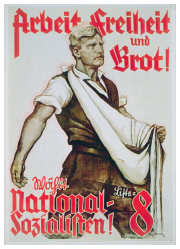 Arbeit Freiheit
und
Brot!
Wählt
National-
Sozialisten!
Liste
8